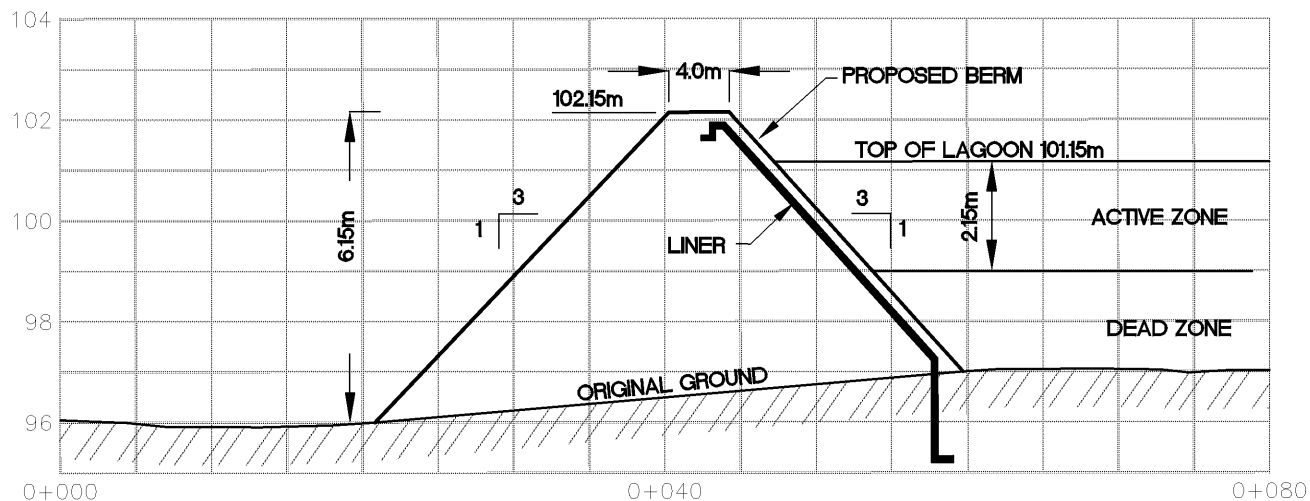 104
4.0m
PROPOSED BERM
102.15m
102
TOP OF LAGOON 101.15m
3
1
3
1
6.15m
2.15m
100
ACTIVE ZONE
LINER
98
DEAD ZONE
ORIGINAL GROUND
96
0+000
0+040
0+080